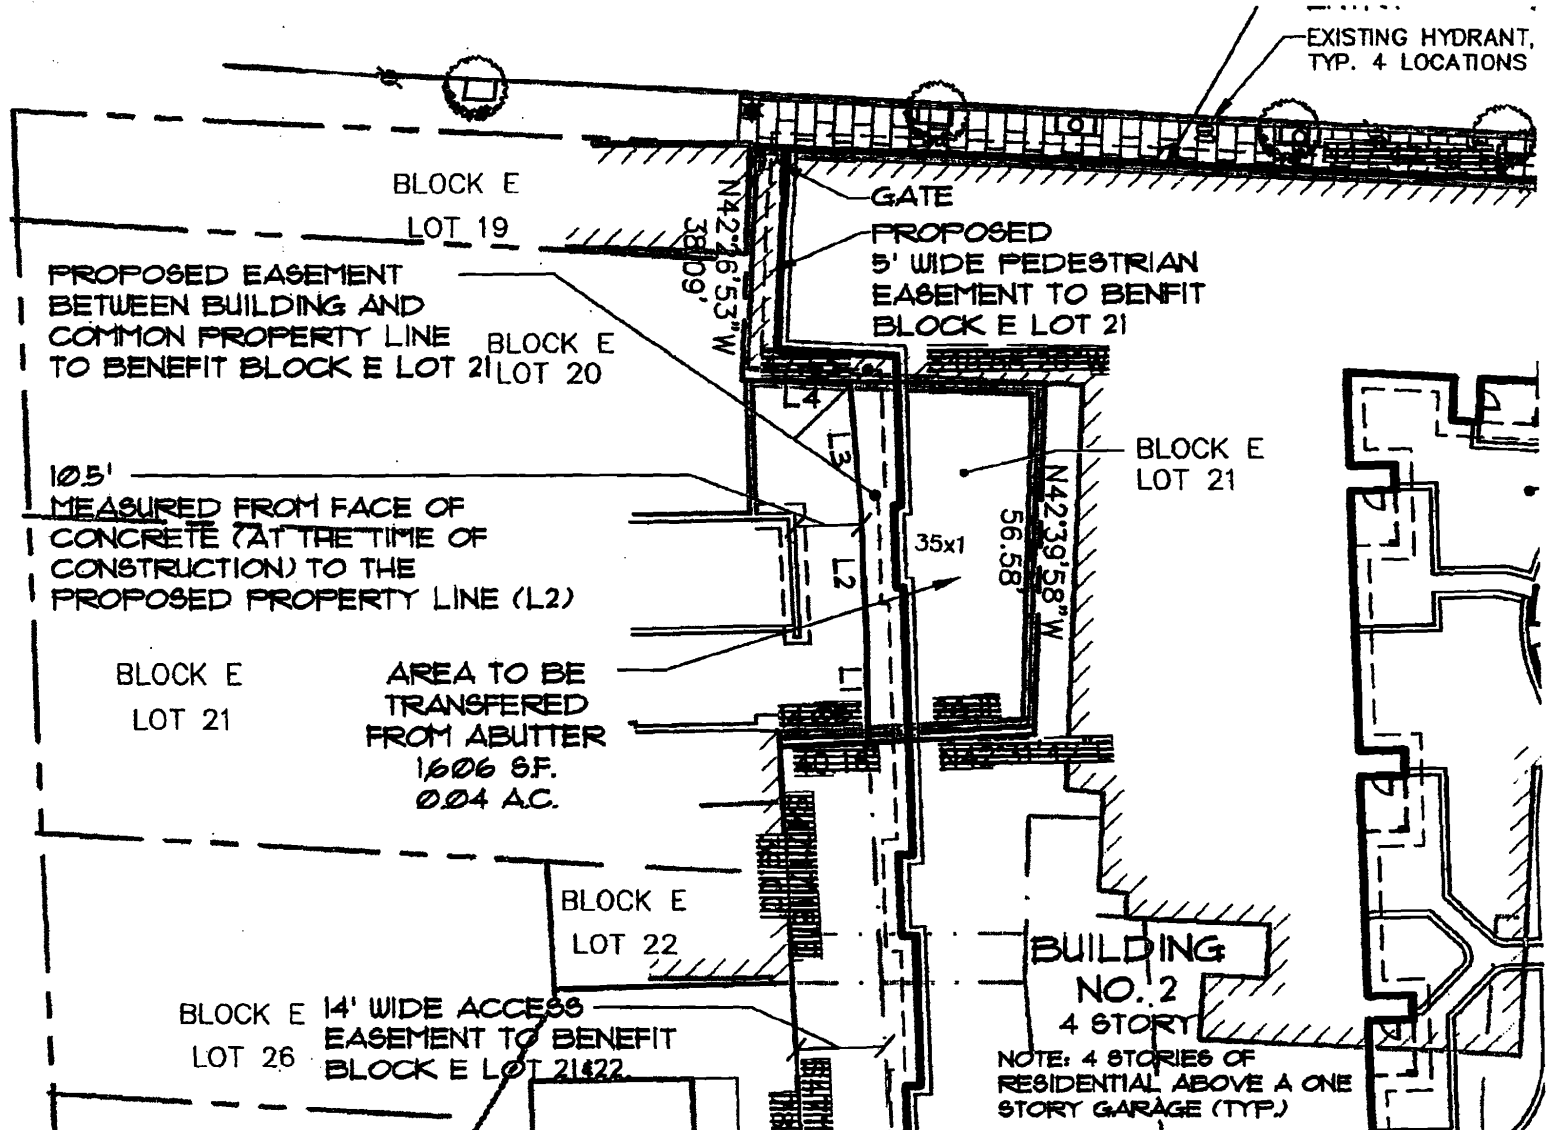 EXISTING HYDRANT,
TYP. 4 LOCATIONS
BLOCK E
LOT 19
GATE
PROPOSED
5' WIDE PEDESTRIAN
EASEMENT TO BENFIT
BLOCK E LOT 21
N42°26'53"W
38.09'
PROPOSED EASEMENT
BETWEEN BUILDING AND
COMMON PROPERTY LINE
TO BENEFIT BLOCK E LOT 21
BLOCK E
LOT 20
L4
L3
BLOCK E
LOT 21
10.5'
MEASURED FROM FACE OF
CONCRETE (AT THE TIME OF
CONSTRUCTION) TO THE
PROPOSED PROPERTY LINE (L2)
N42°39'58"W
56.58'
35x1
L2
L1
BLOCK E
LOT 21
AREA TO BE
TRANSFERED
FROM ABUTTER
1,606 S.F.
0.04 A.C.
BLOCK E
LOT 22
BUILDING
NO. 2
4 STORY
NOTE: 4 STORIES OF
RESIDENTIAL ABOVE A ONE
STORY GARAGE (TYP.)
BLOCK E
LOT 26
14' WIDE ACCESS
EASEMENT TO BENEFIT
BLOCK E LOT 21&22.